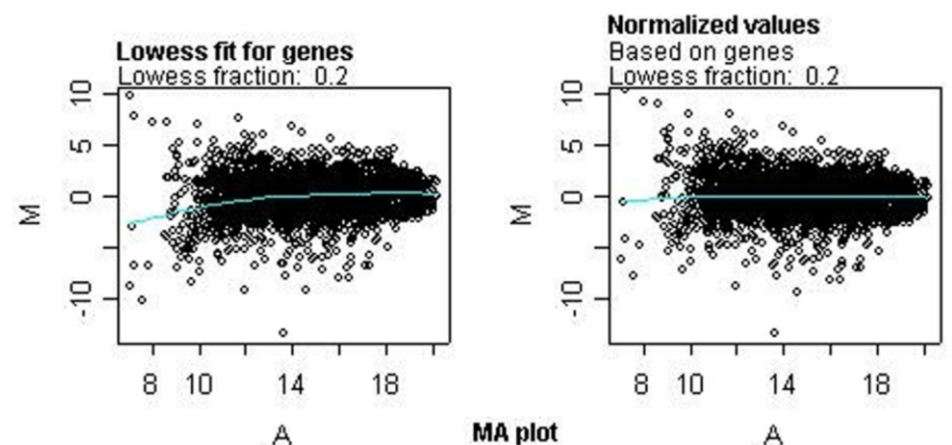 Lowess fit for genes
Lowess fraction: 0.2
10
5
0
-10
M
8 10 14 18
A
Normalized values
Based on genes
Lowess fraction: 0.2
10
5
0
-10
M
8 10 14 18
A
MA plot